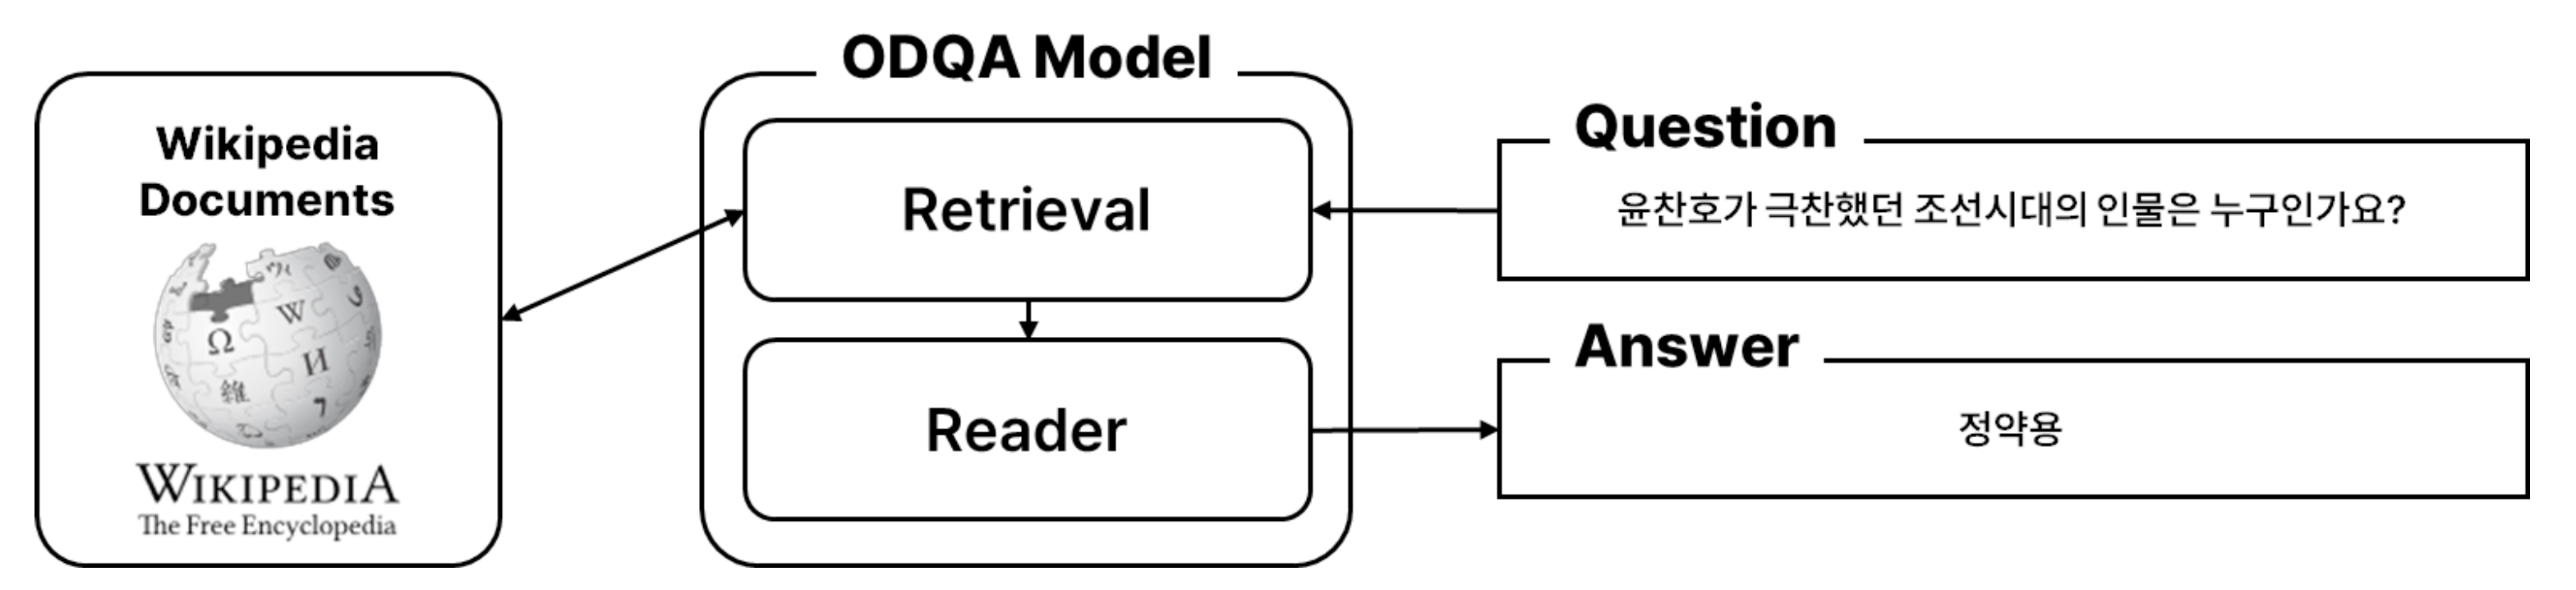 ODQA Model
Wikipedia
Documents
Ω
W
И
維
WIKIPEDIA
The Free Encyclopedia
Retrieval
Reader
Question
윤찬호가 극찬했던 조선시대의 인물은 누구인가요?
Answer
정약용